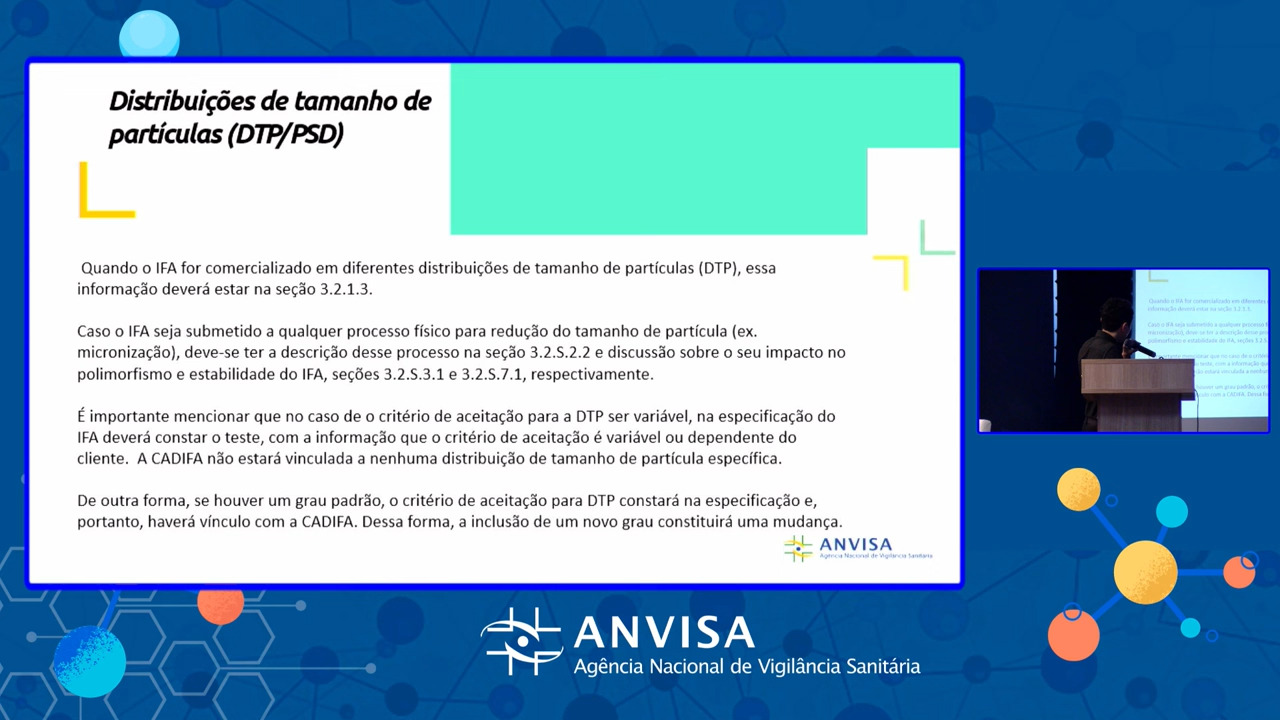 Distribuições de tamanho de
partículas (DTP/PSD)
Quando o IFA for comercializado em diferentes distribuições de tamanho de partículas (DTP), essa
informação deverá estar na seção 3.2.1.3.
Caso o IFA seja submetido a qualquer processo físico para redução do tamanho de partícula (ex.
micronização), deve-se ter a descrição desse processo na seção 3.2.S.2.2 e discussão sobre o seu impacto no
polimorfismo e estabilidade do IFA, seções 3.2.S.3.1 e 3.2.S.7.1, respectivamente.
É importante mencionar que no caso de o critério de aceitação para a DTP ser variável, na especificação do
IFA deverá constar o teste, com a informação que o critério de aceitação é variável ou dependente do
cliente. A CADIFA não estará vinculada a nenhuma distribuição de tamanho de partícula específica.
De outra forma, se houver um grau padrão, o critério de aceitação para DTP constará na especificação e,
portanto, haverá vínculo com a CADIFA. Dessa forma, a inclusão de um novo grau constituirá uma mudança.
ANVISA
Agência Nacional de Vigilância Sanitária
ANVISA
Agência Nacional de Vigilância Sanitária